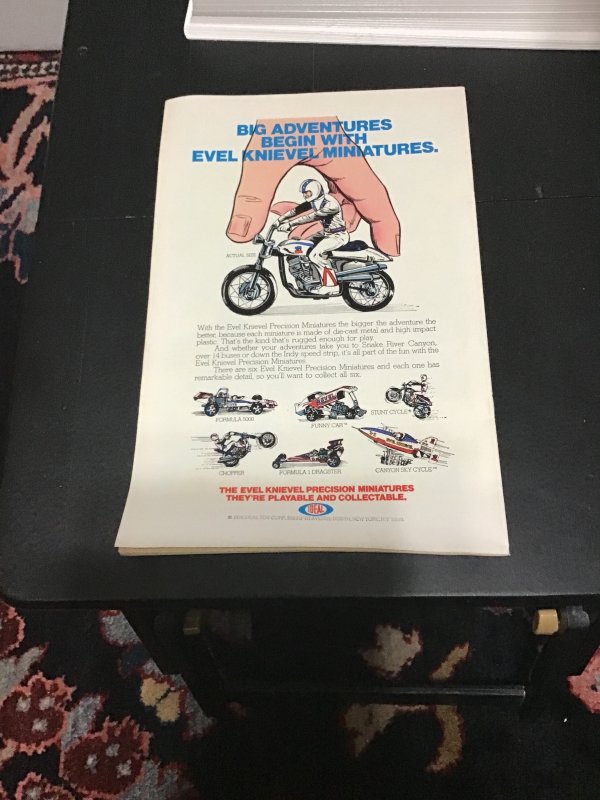 BIG ADVENTURES
BEGIN WITH
EVEL KNIEVEL MINIATURES.
ACTUAL SIZE
With the Evel Knievel Precision Miniatures the bigger the adventure the
better, because each miniature is made of die-cast metal and high impact
plastic. That's the kind that's rugged enough for play.
And whether your adventures take you to Snake River Canyon,
over 14 buses or down the Indy speed strip, it's all part of the fun with the
Evel Knievel Precision Miniatures.
There are six Evel Knievel Precision Miniatures and each one has
remarkable detail, so you'll want to collect all six.
FORMULA 5000
FUNNY CAR™
STUNT CYCLE
CHOPPER
FORMULA 1 DRAGSTER
CANYON SKY CYCLE™
THE EVEL KNIEVEL PRECISION MINIATURES
THEY'RE PLAYABLE AND COLLECTABLE.
IDEAL